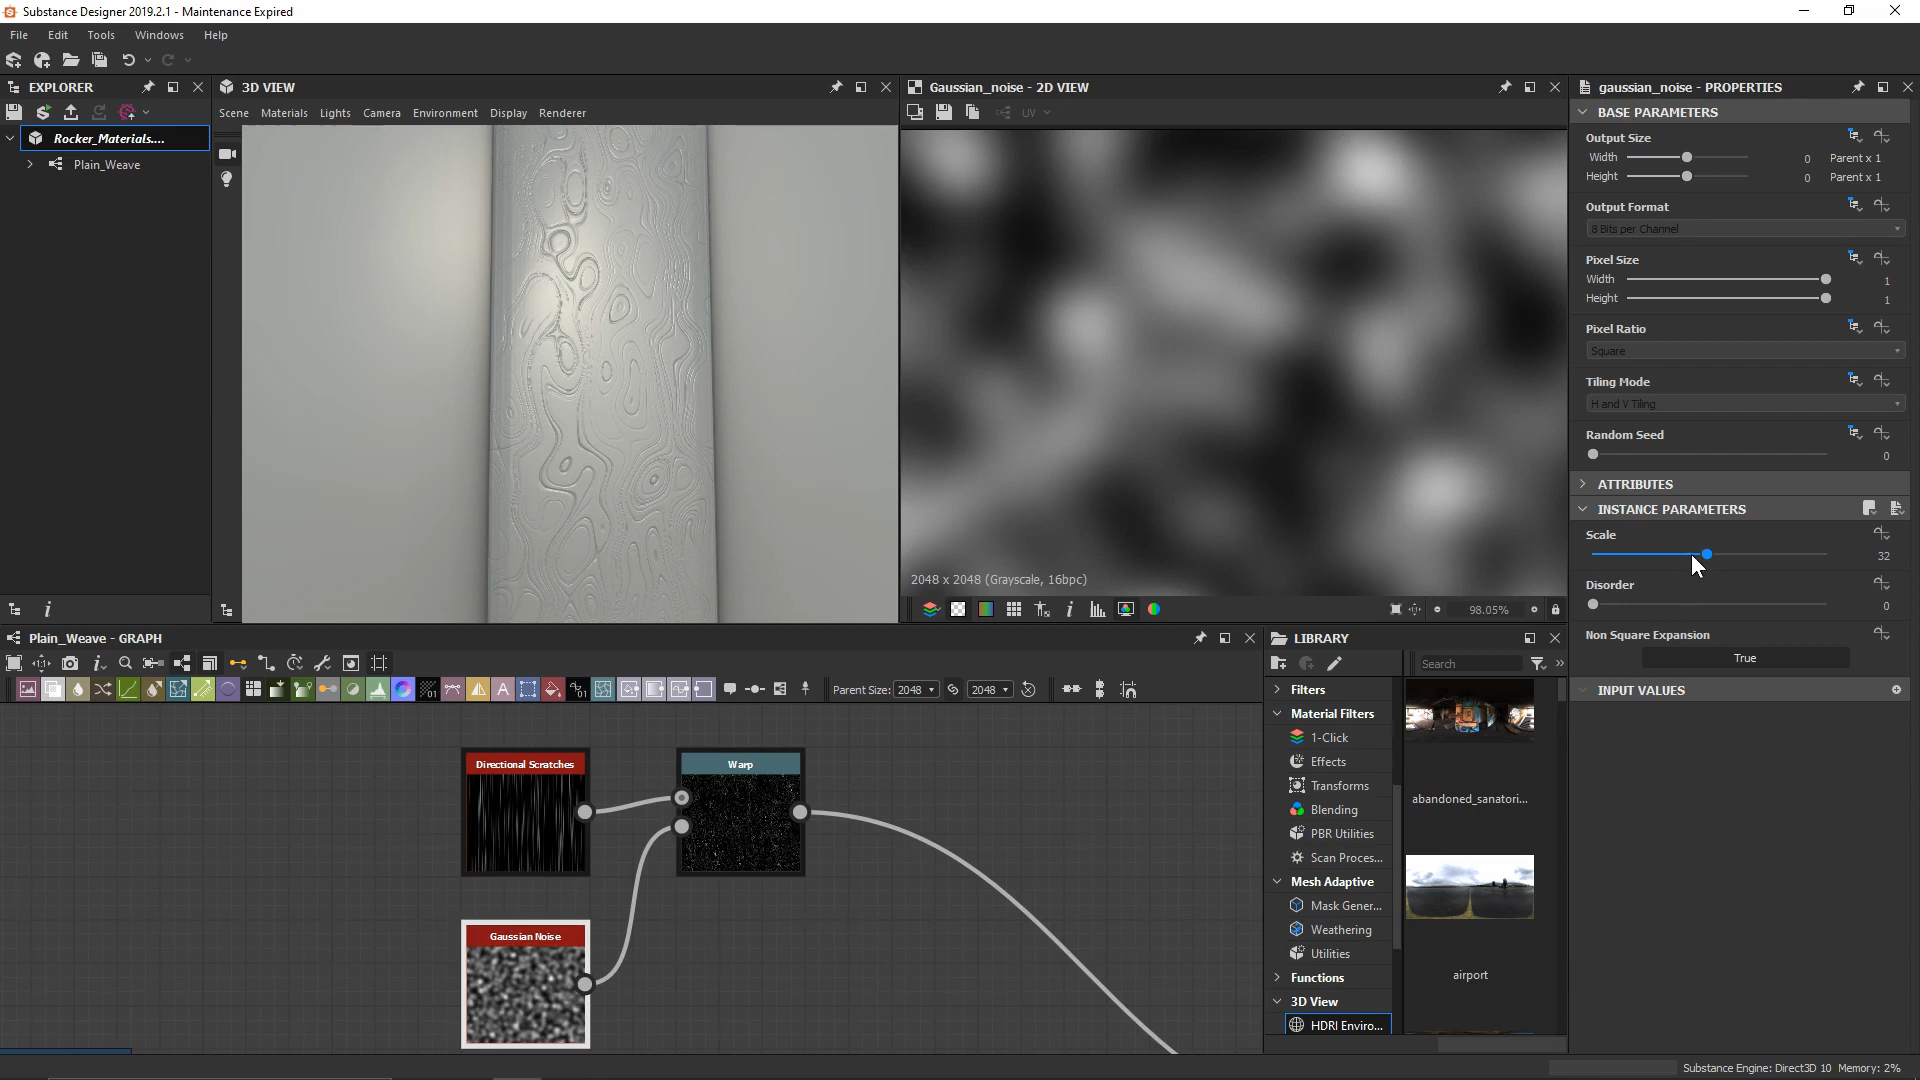 Substance Designer 2019.2.1 - Maintenance Expired
File Edit Tools Windows Help
EXPLORER
Rocker_Materials....
Plain_Weave
3D VIEW
Scene Materials Lights Camera Environment Display Renderer
Gaussian_noise - 2D VIEW
UV
2048 x 2048 (Grayscale, 16bpc)
98.05%
gaussian_noise - PROPERTIES
BASE PARAMETERS
Output Size
Width 0 Parent x 1
Height 0 Parent x 1
Output Format
8 Bits per Channel
Pixel Size
Width 1
Height 1
Pixel Ratio
Square
Tiling Mode
H and V Tiling
Random Seed
0
ATTRIBUTES
INSTANCE PARAMETERS
Scale
32
Disorder
0
Non Square Expansion
True
INPUT VALUES
Plain_Weave - GRAPH
Parent Size: 2048 2048
Directional Scratches
Warp
Gaussian Noise
LIBRARY
Search
Filters
Material Filters
1-Click
Effects
Transforms
Blending
PBR Utilities
Scan Proces...
Mesh Adaptive
Mask Gener...
Weathering
Utilities
Functions
3D View
HDRI Enviro...
abandoned_sanatori...
airport
Substance Engine: Direct3D 10 Memory: 2%